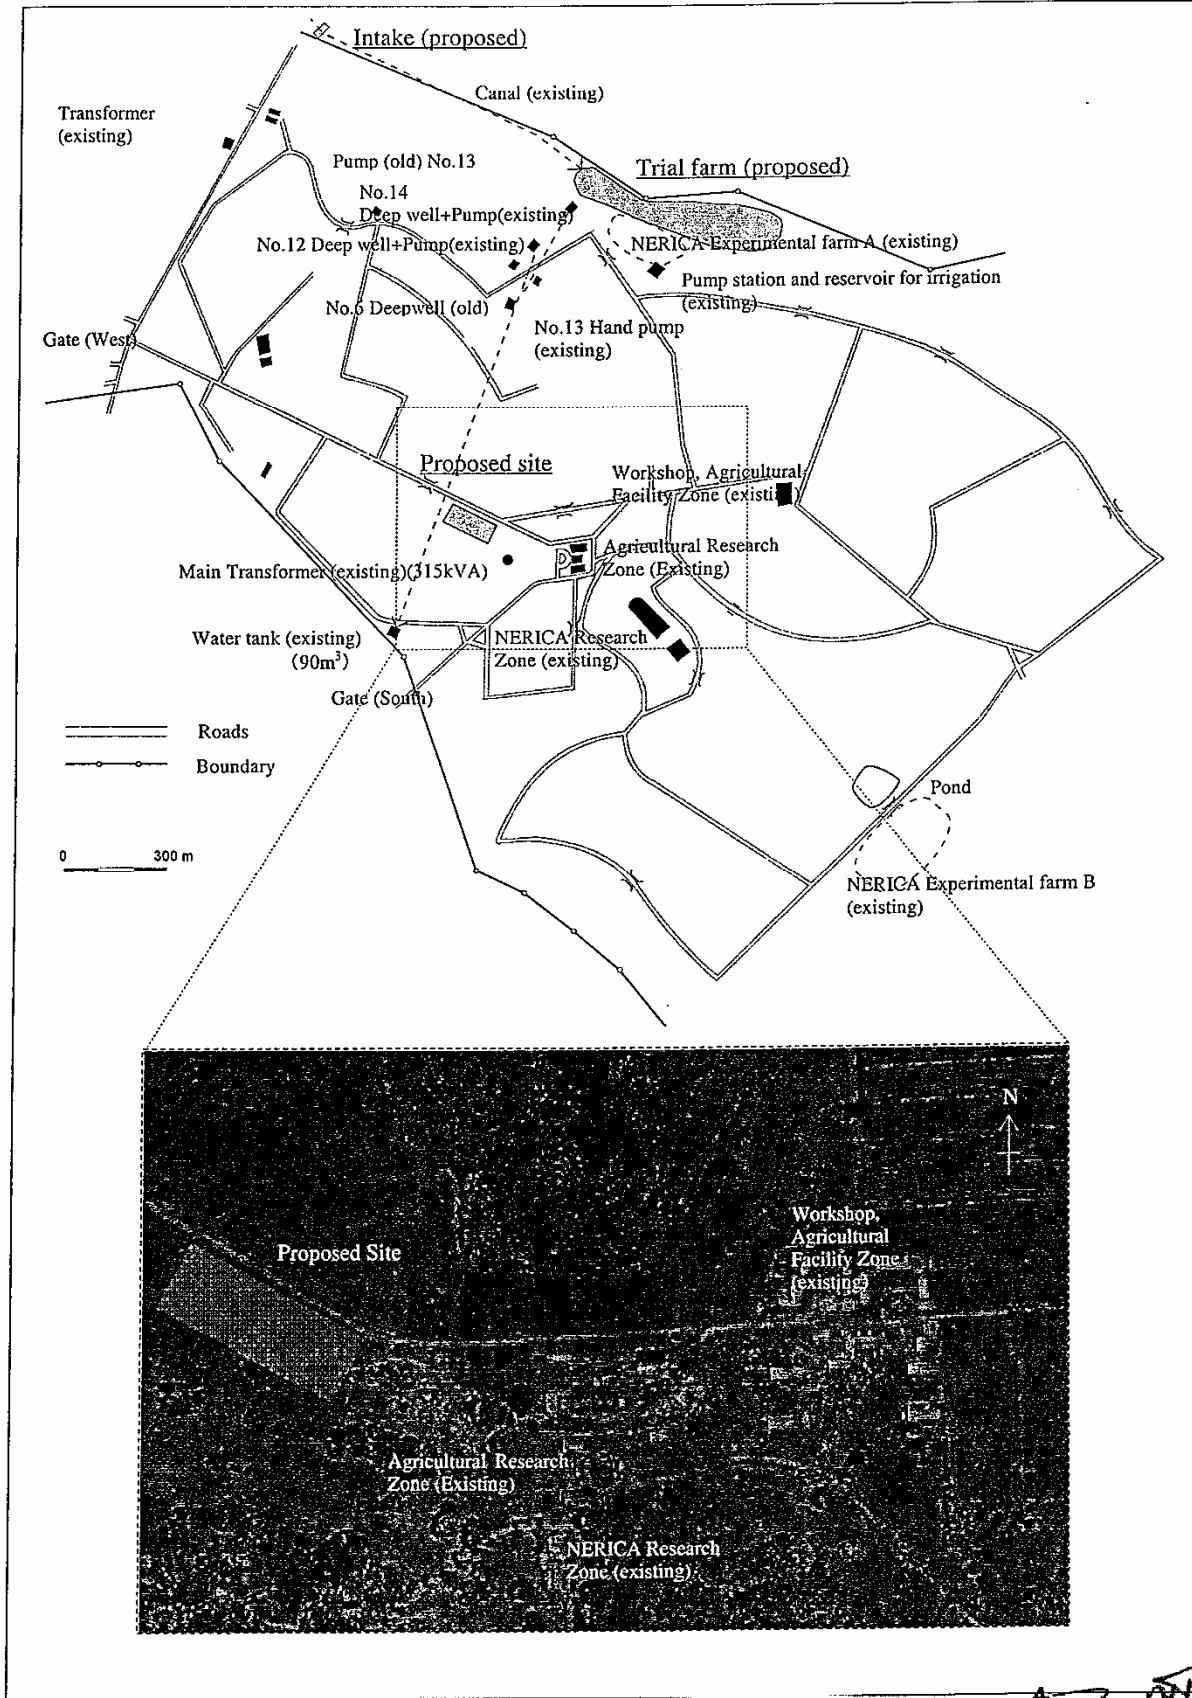 Intake (proposed)
Canal (existing)
Transformer
(existing)
Pump (old) No.13
Trial farm (proposed)
No.14
Deep well+Pump(existing)
No.12 Deep well+Pump(existing)
NERICA Experimental farm A (existing)
Pump station and reservoir for irrigation
(existing)
No.6 Deepwell (old)
No.13 Hand pump
(existing)
Gate (West)
Proposed site
Workshop, Agricultural
Facility Zone (existing)
Agricultural Research
Zone (Existing)
Main Transformer (existing)(315kVA)
Water tank (existing)
(90m³)
NERICA Research
Zone (existing)
Gate (South)
Roads
Boundary
Pond
0 300 m
NERICA Experimental farm B
(existing)
N
Workshop,
Agricultural
Facility Zone
(existing)
Proposed Site
Agricultural Research
Zone (Existing)
NERICA Research
Zone (existing)